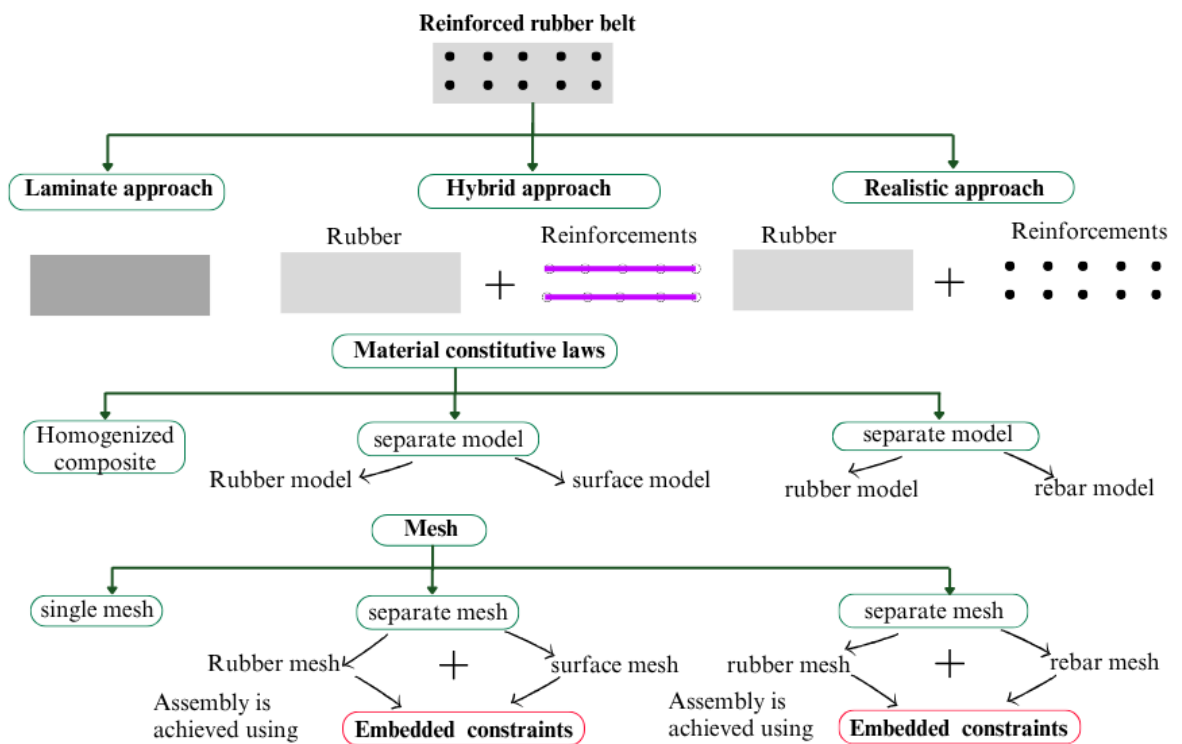 Reinforced rubber belt
Laminate approach
Hybrid approach
Realistic approach
Rubber
Reinforcements
Rubber
Reinforcements
+
+
Material constitutive laws
Homogenized
composite
separate model
separate model
Rubber model
surface model
rubber model
rebar model
Mesh
single mesh
separate mesh
separate mesh
Rubber mesh
+
surface mesh
rubber mesh
+
rebar mesh
Assembly is
achieved using
Embedded constraints
Assembly is
achieved using
Embedded constraints